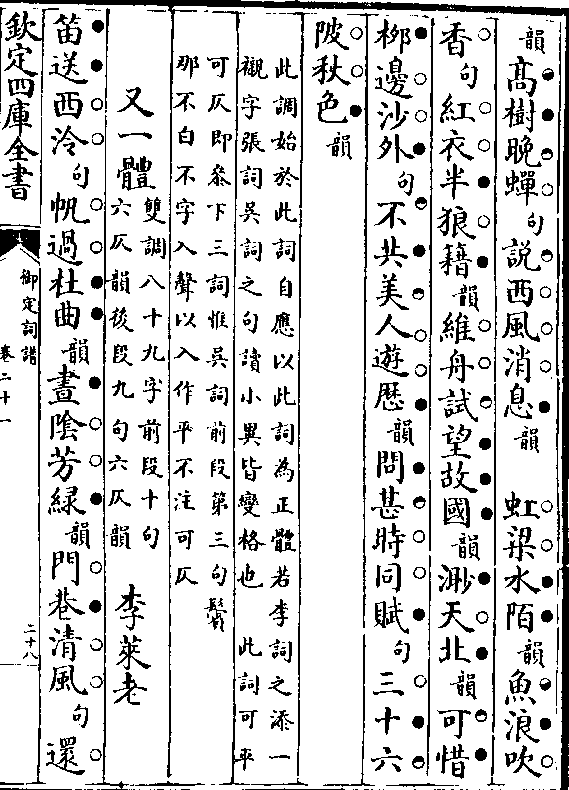 韻高樹晚蟬句說西風消息韻　虹梁水陌韻魚浪吹
香句紅衣半狼籍韻維舟試望故國韻渺天北韻可惜
桺邊沙外句不共美人遊歷韻問甚時同賦句三十六
陂秋色韻
此調始於此詞自應以此詞為正體若李詞之添一
觀字張詞吳詞之句讀小異皆變格也　此詞可平
可仄即叅下三詞惟吳詞前段第三句鬢
那不白不字入聲以入作平不注可仄
又一體雙調八十九字前段十句
六仄韻後段九句六仄韻　李萊老
笛送西泠句帆過杜曲韻晝隂芳綠韻門巷清風句還
欽定四庫全書
御定詞譜
卷二十一
二十八